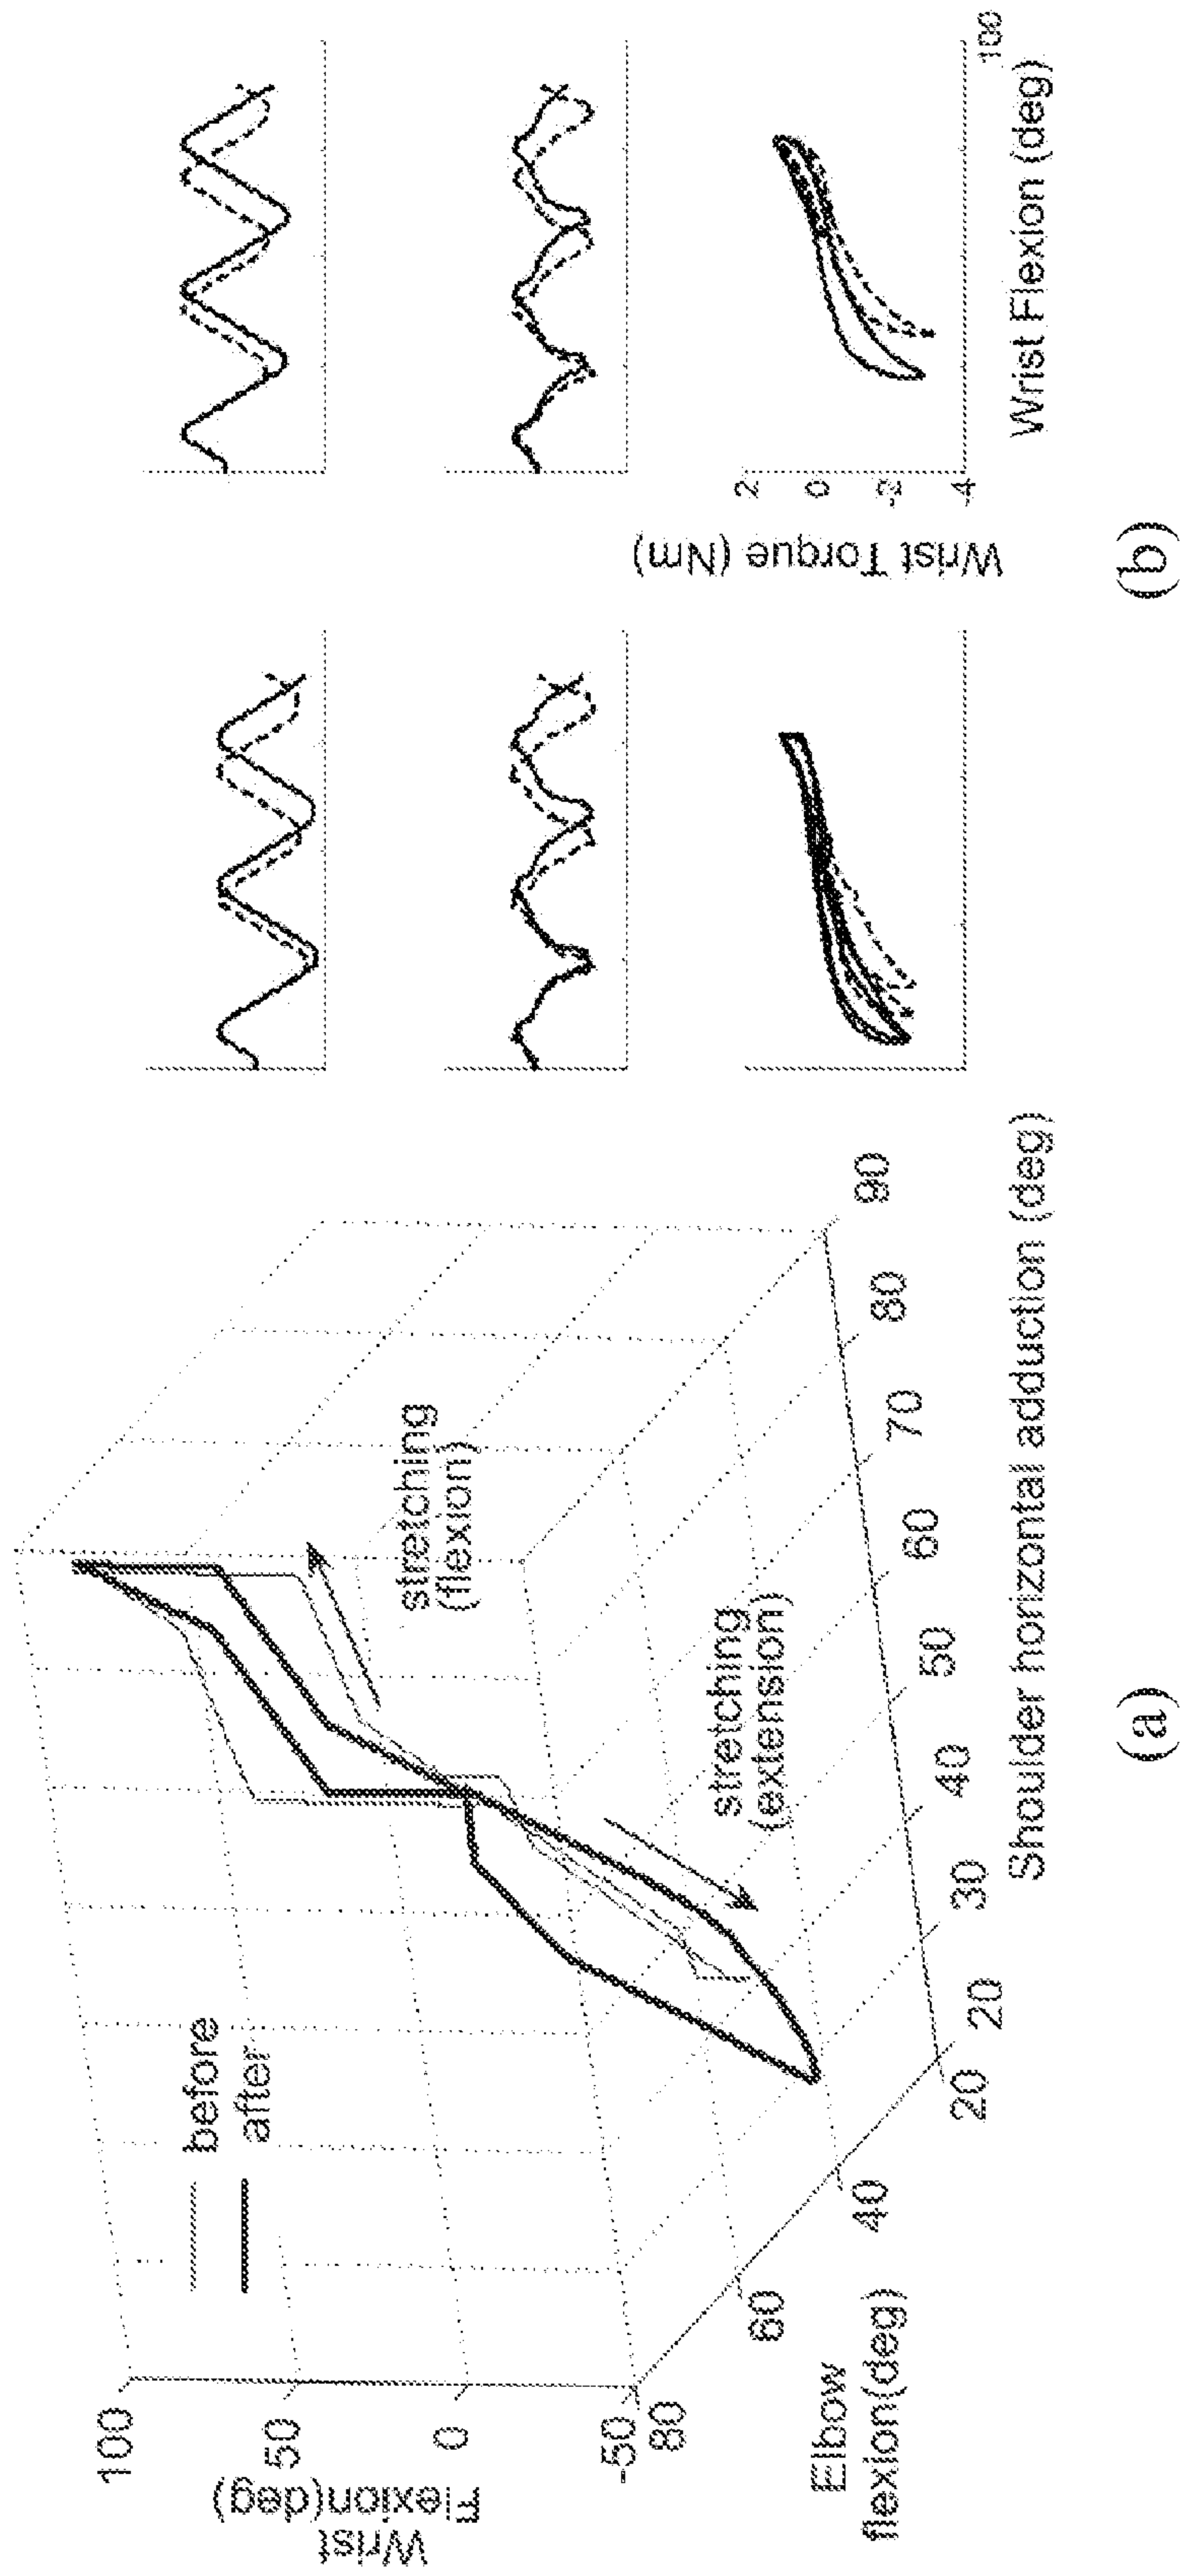 before
after
stretching
(flexion)
stretching
(extension)
100
50
0
-50
Wrist
Flexion(deg)
80
60
40
20
Elbow
flexion(deg)
20
30
40
50
60
70
80
90
Shoulder horizontal adduction (deg)
(a)
Wrist Torque (Nm)
2
0
-2
-4
100
Wrist Flexion (deg)
(b)